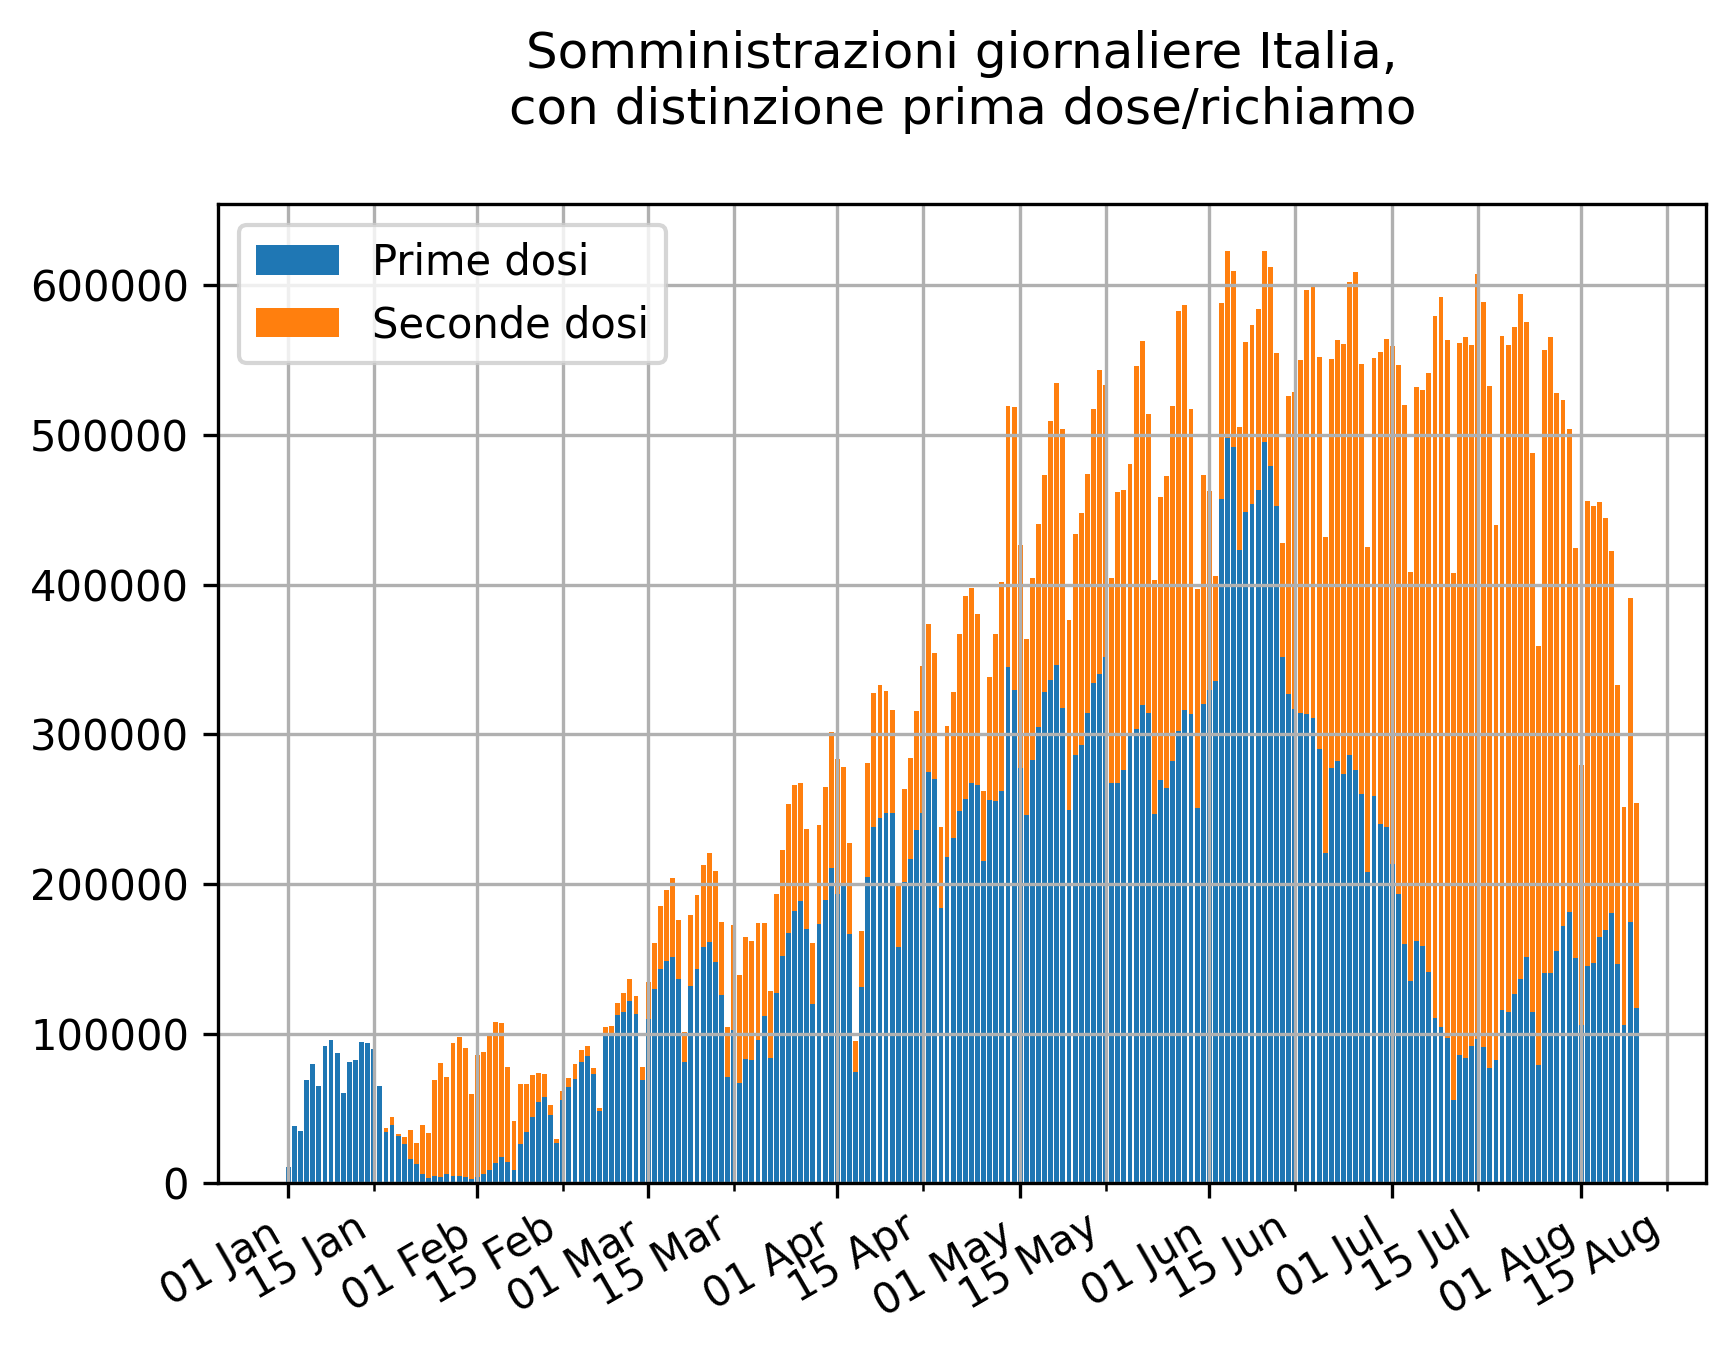 Somministrazioni giornaliere Italia,
con distinzione prima dose/richiamo
Prime dosi
Seconde dosi
600000
500000
400000
300000
200000
100000
0
01 Jan
15 Jan
01 Feb
15 Feb
01 Mar
15 Mar
01 Apr
15 Apr
01 May
15 May
01 Jun
15 Jun
01 Jul
15 Jul
01 Aug
15 Aug